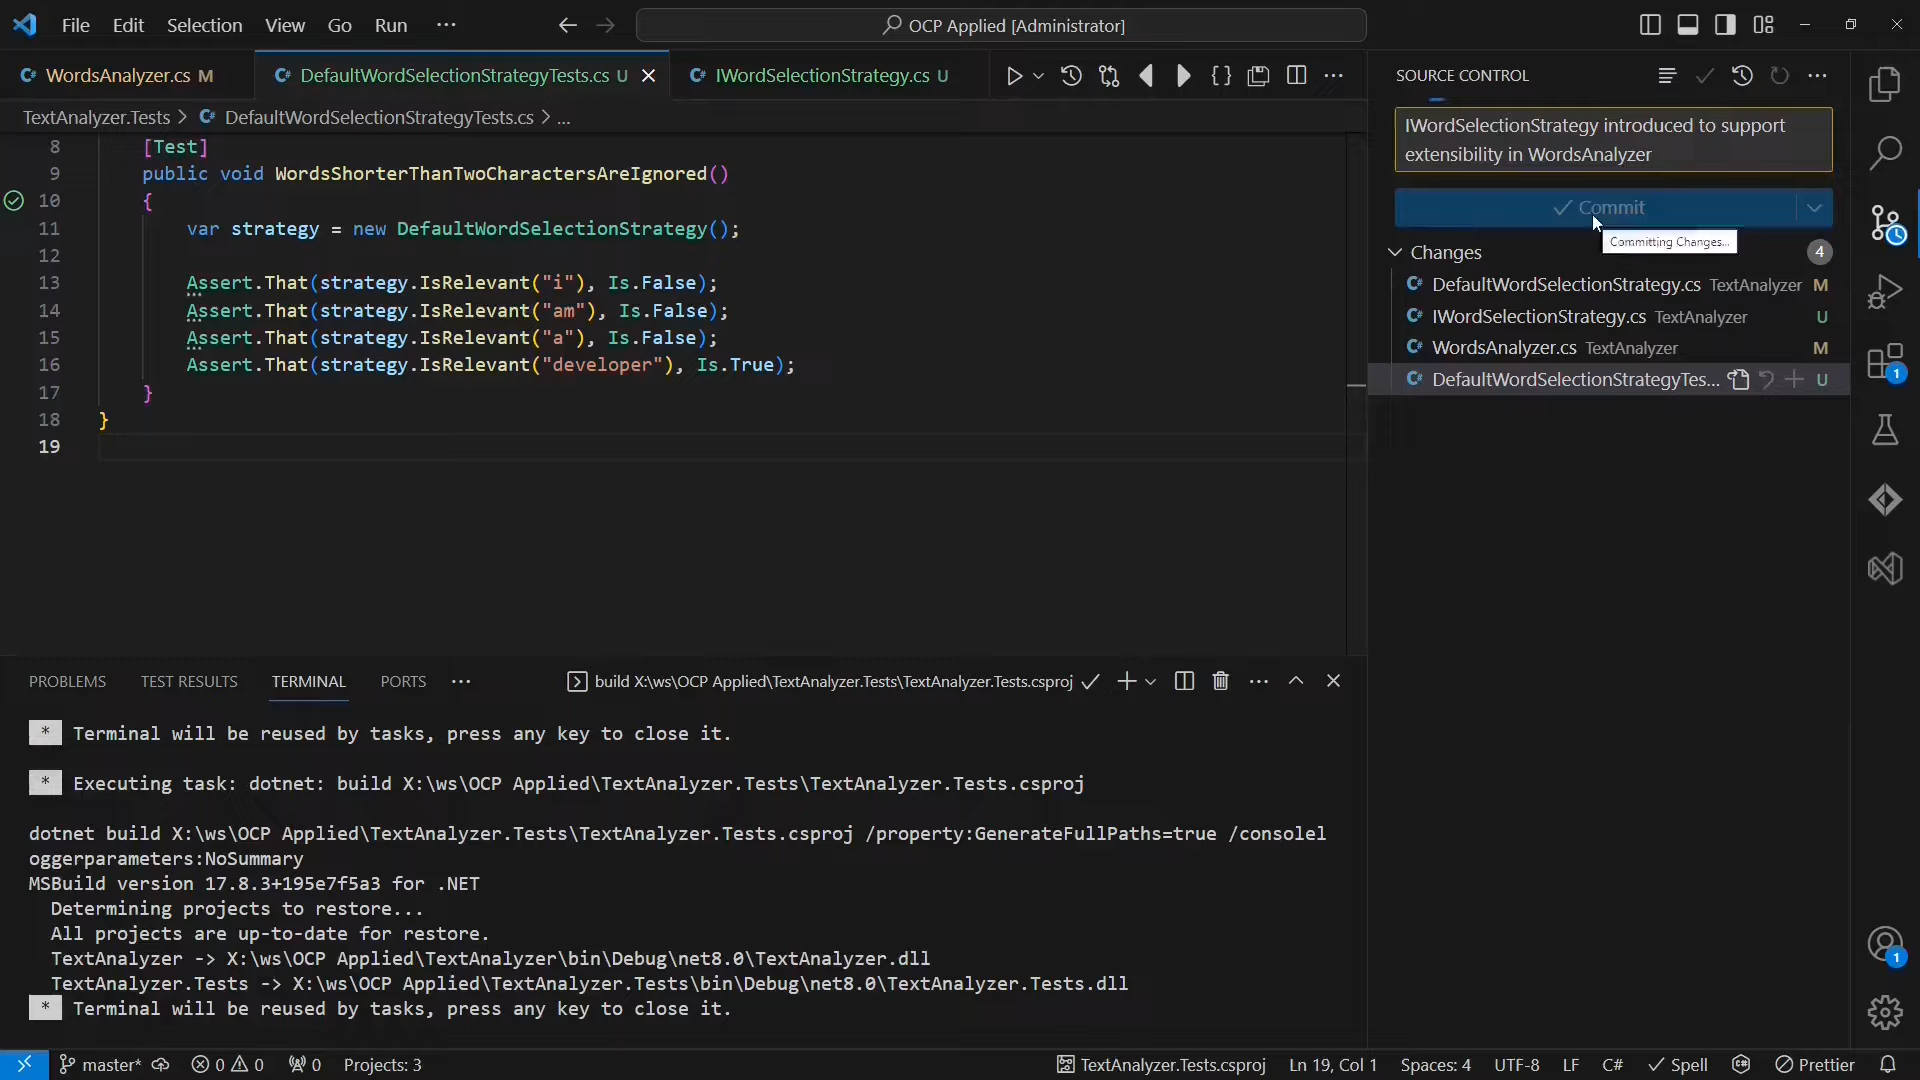 File Edit Selection View Go Run ···
OCP Applied [Administrator]
WordsAnalyzer.cs M
DefaultWordSelectionStrategyTests.cs U
IWordSelectionStrategy.cs U
TextAnalyzer.Tests > DefaultWordSelectionStrategyTests.cs > ...
8 [Test]
9 public void WordsShorterThanTwoCharactersAreIgnored()
10 {
11 var strategy = new DefaultWordSelectionStrategy();
12
13 Assert.That(strategy.IsRelevant("i"), Is.False);
14 Assert.That(strategy.IsRelevant("am"), Is.False);
15 Assert.That(strategy.IsRelevant("a"), Is.False);
16 Assert.That(strategy.IsRelevant("developer"), Is.True);
17 }
18 }
19
SOURCE CONTROL
IWordSelectionStrategy introduced to support
extensibility in WordsAnalyzer
Commit
Committing Changes...
Changes 4
DefaultWordSelectionStrategy.cs TextAnalyzer M
IWordSelectionStrategy.cs TextAnalyzer U
WordsAnalyzer.cs TextAnalyzer M
DefaultWordSelectionStrategyTes... U
1
1
PROBLEMS TEST RESULTS TERMINAL PORTS ···
build X:\ws\OCP Applied\TextAnalyzer.Tests\TextAnalyzer.Tests.csproj
* Terminal will be reused by tasks, press any key to close it.
* Executing task: dotnet: build X:\ws\OCP Applied\TextAnalyzer.Tests\TextAnalyzer.Tests.csproj
dotnet build X:\ws\OCP Applied\TextAnalyzer.Tests\TextAnalyzer.Tests.csproj /property:GenerateFullPaths=true /consolel
oggerparameters:NoSummary
MSBuild version 17.8.3+195e7f5a3 for .NET
Determining projects to restore...
All projects are up-to-date for restore.
TextAnalyzer -> X:\ws\OCP Applied\TextAnalyzer\bin\Debug\net8.0\TextAnalyzer.dll
TextAnalyzer.Tests -> X:\ws\OCP Applied\TextAnalyzer.Tests\bin\Debug\net8.0\TextAnalyzer.Tests.dll
* Terminal will be reused by tasks, press any key to close it.
master* 0 0 0 Projects: 3 TextAnalyzer.Tests.csproj Ln 19, Col 1 Spaces: 4 UTF-8 LF C# Spell Prettier